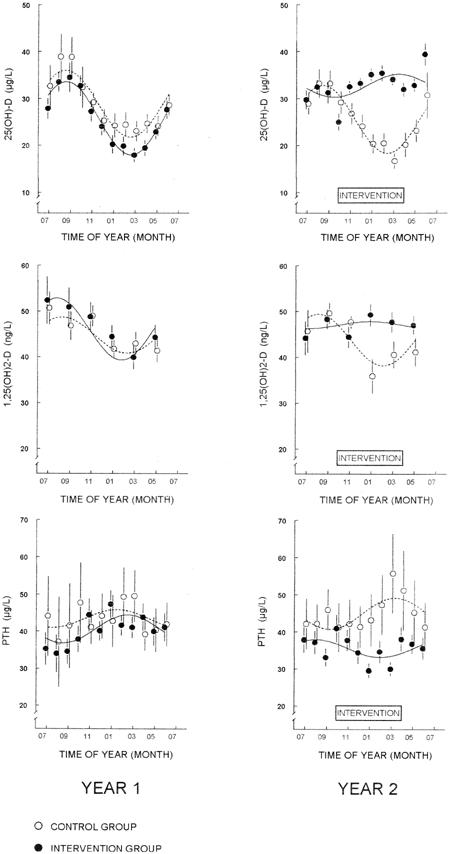 50 50
40 40
30 30
20 20
10 10
25(OH)-D (µg/L) 25(OH)-D (µg/L)
INTERVENTION
07 09 11 01 03 05 07 07 09 11 01 03 05 07
TIME OF YEAR (MONTH) TIME OF YEAR (MONTH)
60 60
50 50
40 40
30 30
20 20
1,25(OH)2-D (ng/L) 1,25(OH)2-D (ng/L)
INTERVENTION
07 09 11 01 03 05 07 07 09 11 01 03 05 07
TIME OF YEAR (MONTH) TIME OF YEAR (MONTH)
70 70
60 60
50 50
40 40
30 30
20 20
PTH (µg/L) PTH (µg/L)
INTERVENTION
07 09 11 01 03 05 07 07 09 11 01 03 05 07
TIME OF YEAR (MONTH) TIME OF YEAR (MONTH)
YEAR 1 YEAR 2
CONTROL GROUP
INTERVENTION GROUP